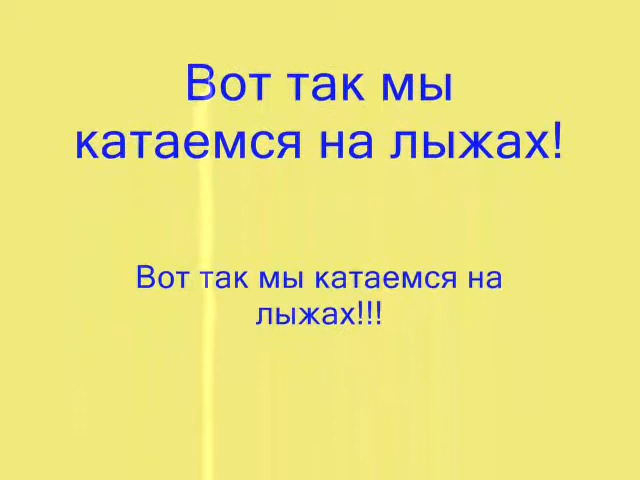 Вот так мы
катаемся на лыжах!
Вот так мы катаемся на
лыжах!!!